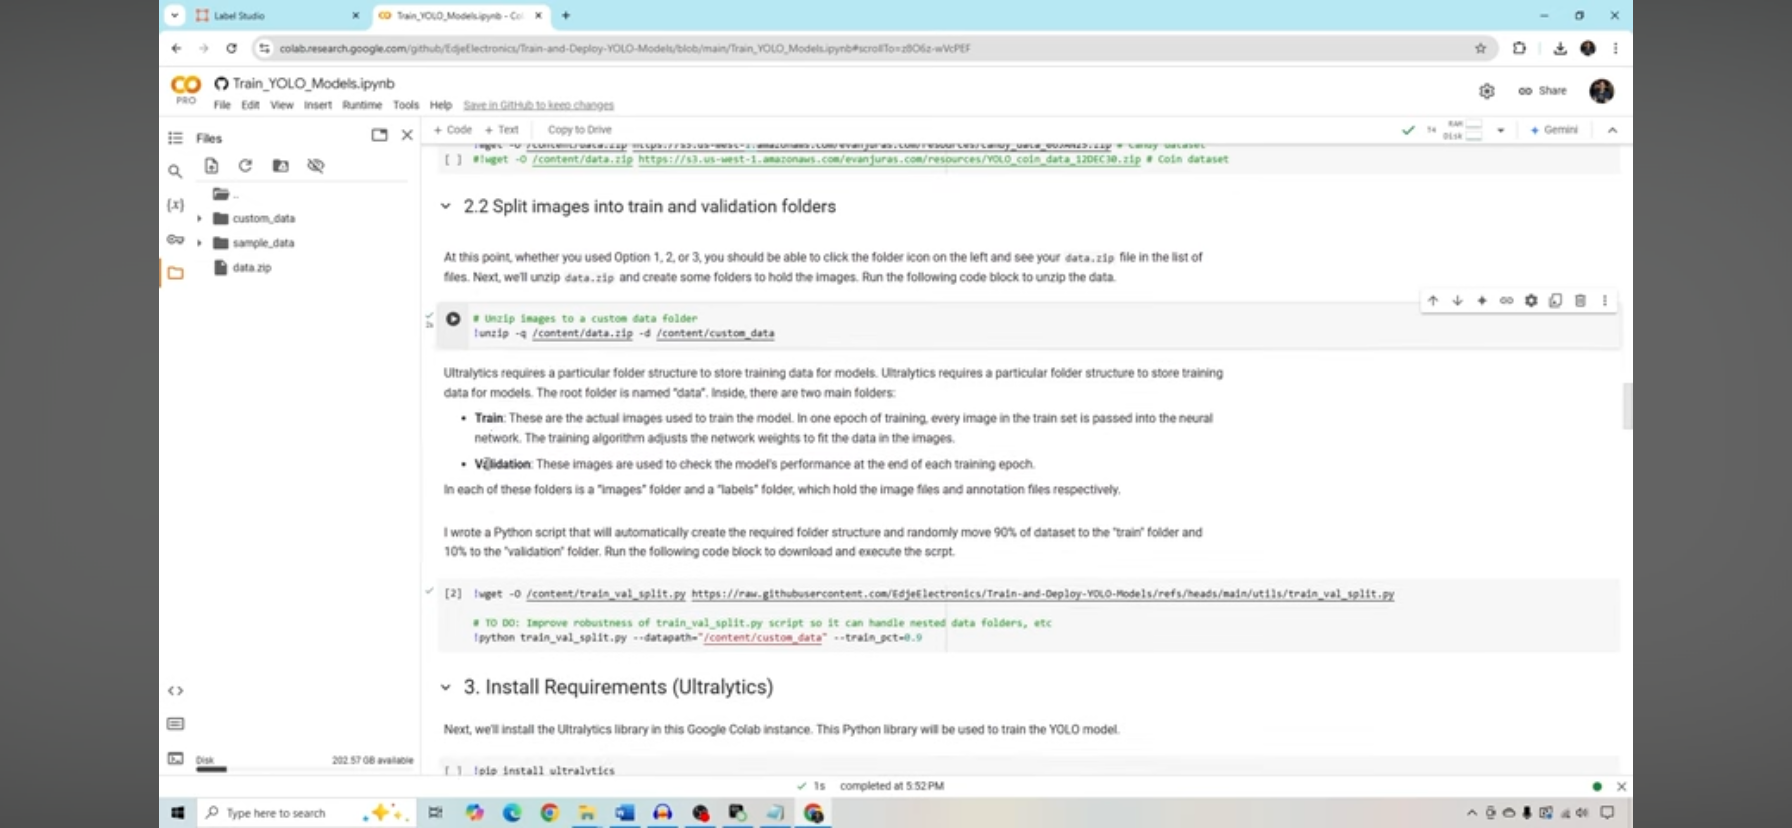 Label Studio
Train_YOLO_Models.ipynb - Co
colab.research.google.com/github/EdjeElectronics/Train-and-Deploy-YOLO-Models/blob/main/Train_YOLO_Models.ipynb#scrollTo=z8O6z-wVcPEF
CO
PRO
Train_YOLO_Models.ipynb
File Edit View Insert Runtime Tools Help Save in GitHub to keep changes
Share
Files
+ Code + Text Copy to Drive
RAM
Disk
Gemini
..
custom_data
sample_data
data.zip
!wget -O /content/data.zip https://s3.us-west-1.amazonaws.com/evanjuras.com/resources/ # Candy dataset
[ ] #!wget -O /content/data.zip https://s3.us-west-1.amazonaws.com/evanjuras.com/resources/YOLO_coin_data_12DEC30.zip # Coin dataset
2.2 Split images into train and validation folders
At this point, whether you used Option 1, 2, or 3, you should be able to click the folder icon on the left and see your data.zip file in the list of
files. Next, we'll unzip data.zip and create some folders to hold the images. Run the following code block to unzip the data.
1s
# Unzip images to a custom data folder
!unzip -q /content/data.zip -d /content/custom_data
Ultralytics requires a particular folder structure to store training data for models. Ultralytics requires a particular folder structure to store training
data for models. The root folder is named "data". Inside, there are two main folders:
• Train: These are the actual images used to train the model. In one epoch of training, every image in the train set is passed into the neural
network. The training algorithm adjusts the network weights to fit the data in the images.
• Validation: These images are used to check the model's performance at the end of each training epoch.
In each of these folders is a "images" folder and a "labels" folder, which hold the image files and annotation files respectively.
I wrote a Python script that will automatically create the required folder structure and randomly move 90% of dataset to the "train" folder and
10% to the "validation" folder. Run the following code block to download and execute the scrpt.
[2] !wget -O /content/train_val_split.py https://raw.githubusercontent.com/EdjeElectronics/Train-and-Deploy-YOLO-Models/refs/heads/main/utils/train_val_split.py
# TO DO: Improve robustness of train_val_split.py script so it can handle nested data folders, etc
!python train_val_split.py --datapath="/content/custom_data" --train_pct=0.9
3. Install Requirements (Ultralytics)
Next, we'll install the Ultralytics library in this Google Colab instance. This Python library will be used to train the YOLO model.
[ ] !pip install ultralytics
Disk 202.57 GB available
1s completed at 5:52 PM
Type here to search